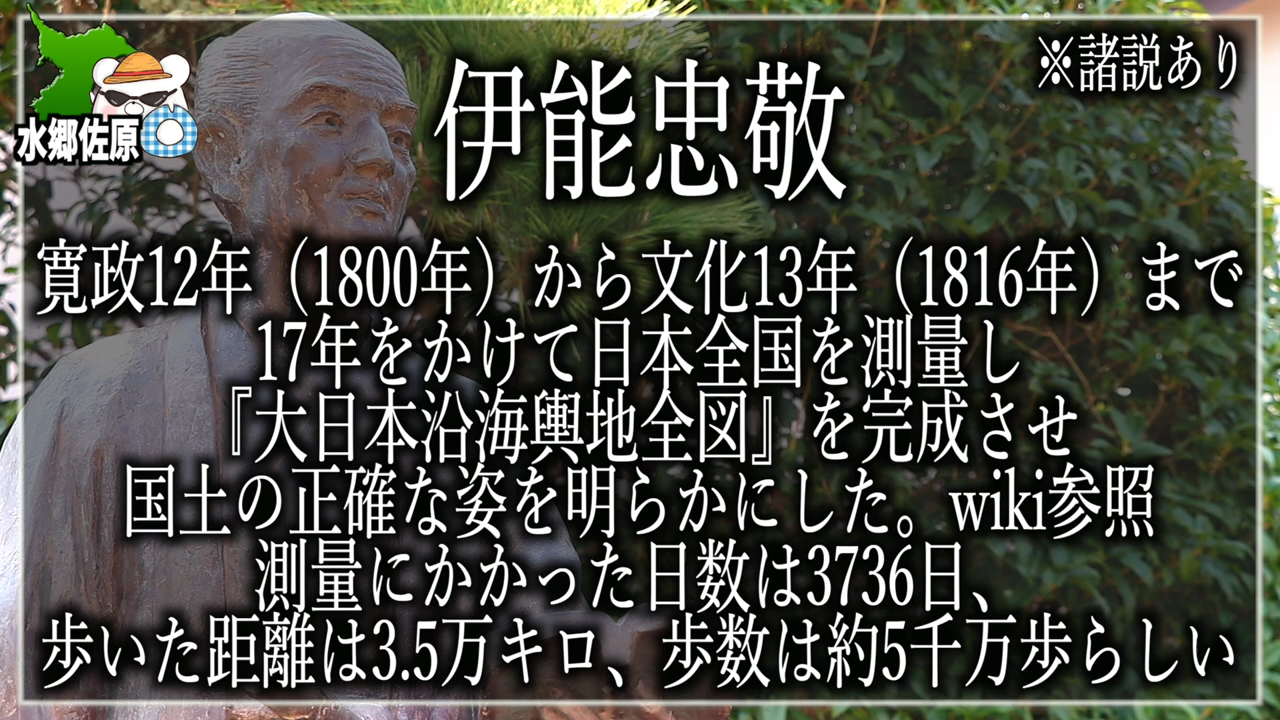 水郷佐原
※諸説あり
伊能忠敬
寛政12年（1800年）から文化13年（1816年）まで
17年をかけて日本全国を測量し
『大日本沿海輿地全図』を完成させ
国土の正確な姿を明らかにした。wiki参照
測量にかかった日数は3736日、
歩いた距離は3.5万キロ、歩数は約5千万歩らしい